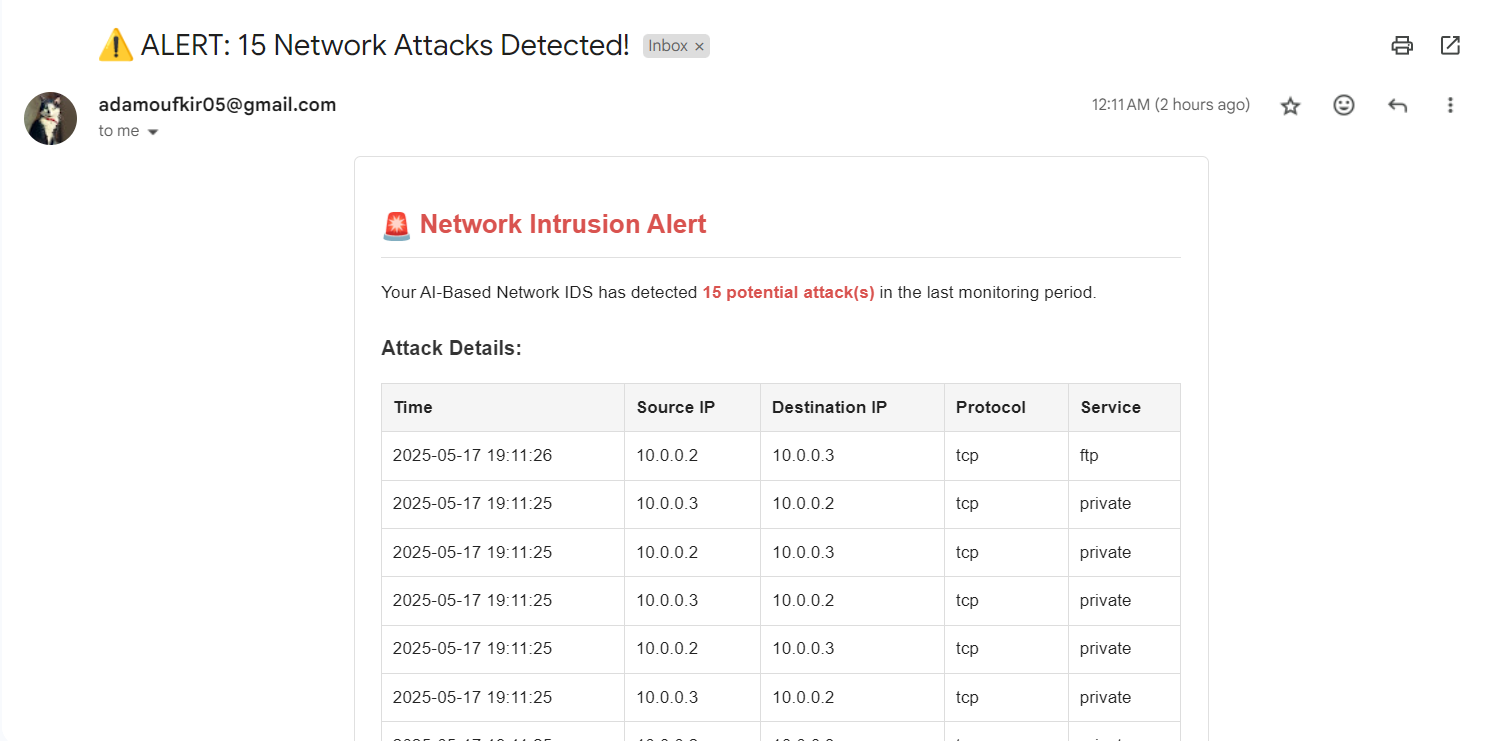 ⚠️ ALERT: 15 Network Attacks Detected! Inbox ×
adamoufkir05@gmail.com 12:11 AM (2 hours ago)
to me
🚨 Network Intrusion Alert
Your AI-Based Network IDS has detected 15 potential attack(s) in the last monitoring period.
Attack Details:
Time Source IP Destination IP Protocol Service
2025-05-17 19:11:26 10.0.0.2 10.0.0.3 tcp ftp
2025-05-17 19:11:25 10.0.0.3 10.0.0.2 tcp private
2025-05-17 19:11:25 10.0.0.2 10.0.0.3 tcp private
2025-05-17 19:11:25 10.0.0.3 10.0.0.2 tcp private
2025-05-17 19:11:25 10.0.0.2 10.0.0.3 tcp private
2025-05-17 19:11:25 10.0.0.3 10.0.0.2 tcp private